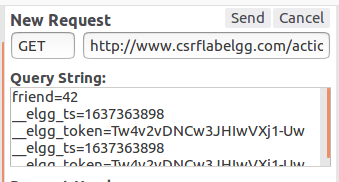 New Request Send Cancel
GET http://www.csrflabelgg.com/actic
Query String:
friend=42
__elgg_ts=1637363898
__elgg_token=Tw4v2vDNCw3JHIwVXj1-Uw
__elgg_ts=1637363898
__elgg_token=Tw4v2vDNCw3JHIwVXj1-Uw